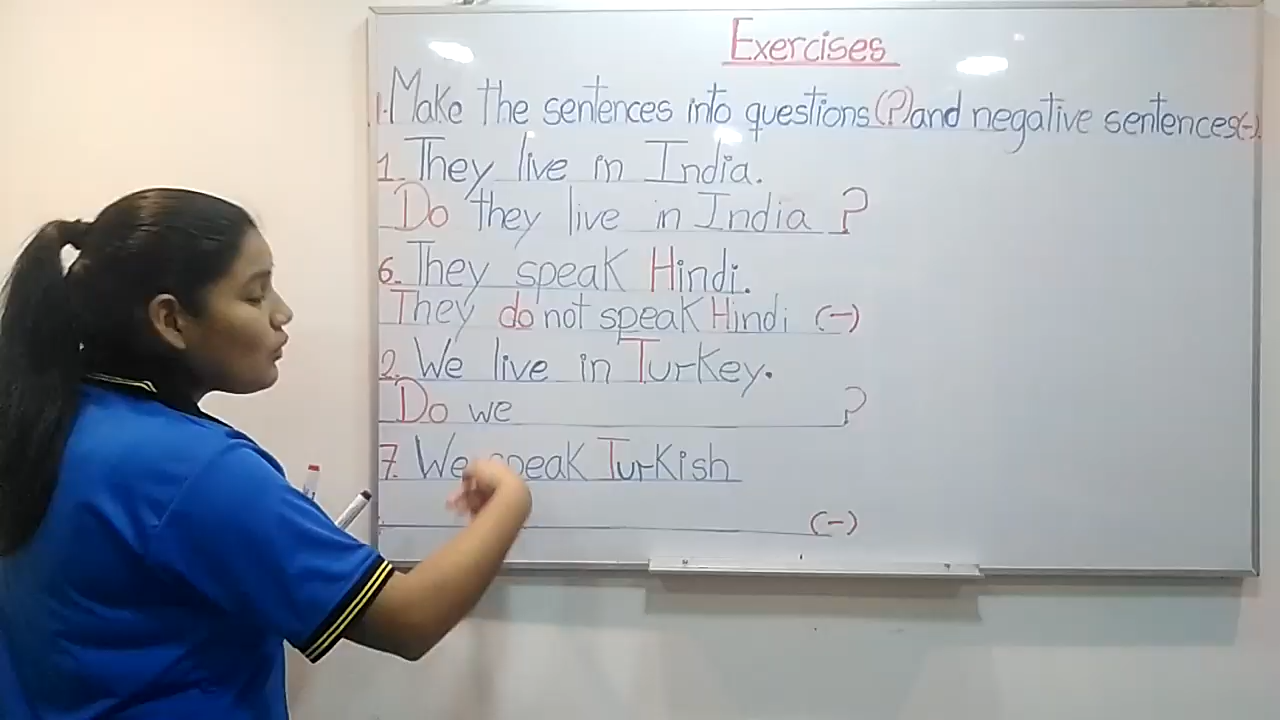 Exercises
1. Make the sentences into questions (?) and negative sentences (-).
1. They live in India.
Do they live in India ?
6. They speak Hindi.
They do not speak Hindi (-)
2. We live in Turkey.
Do we ?
7. We speak Turkish
(-)